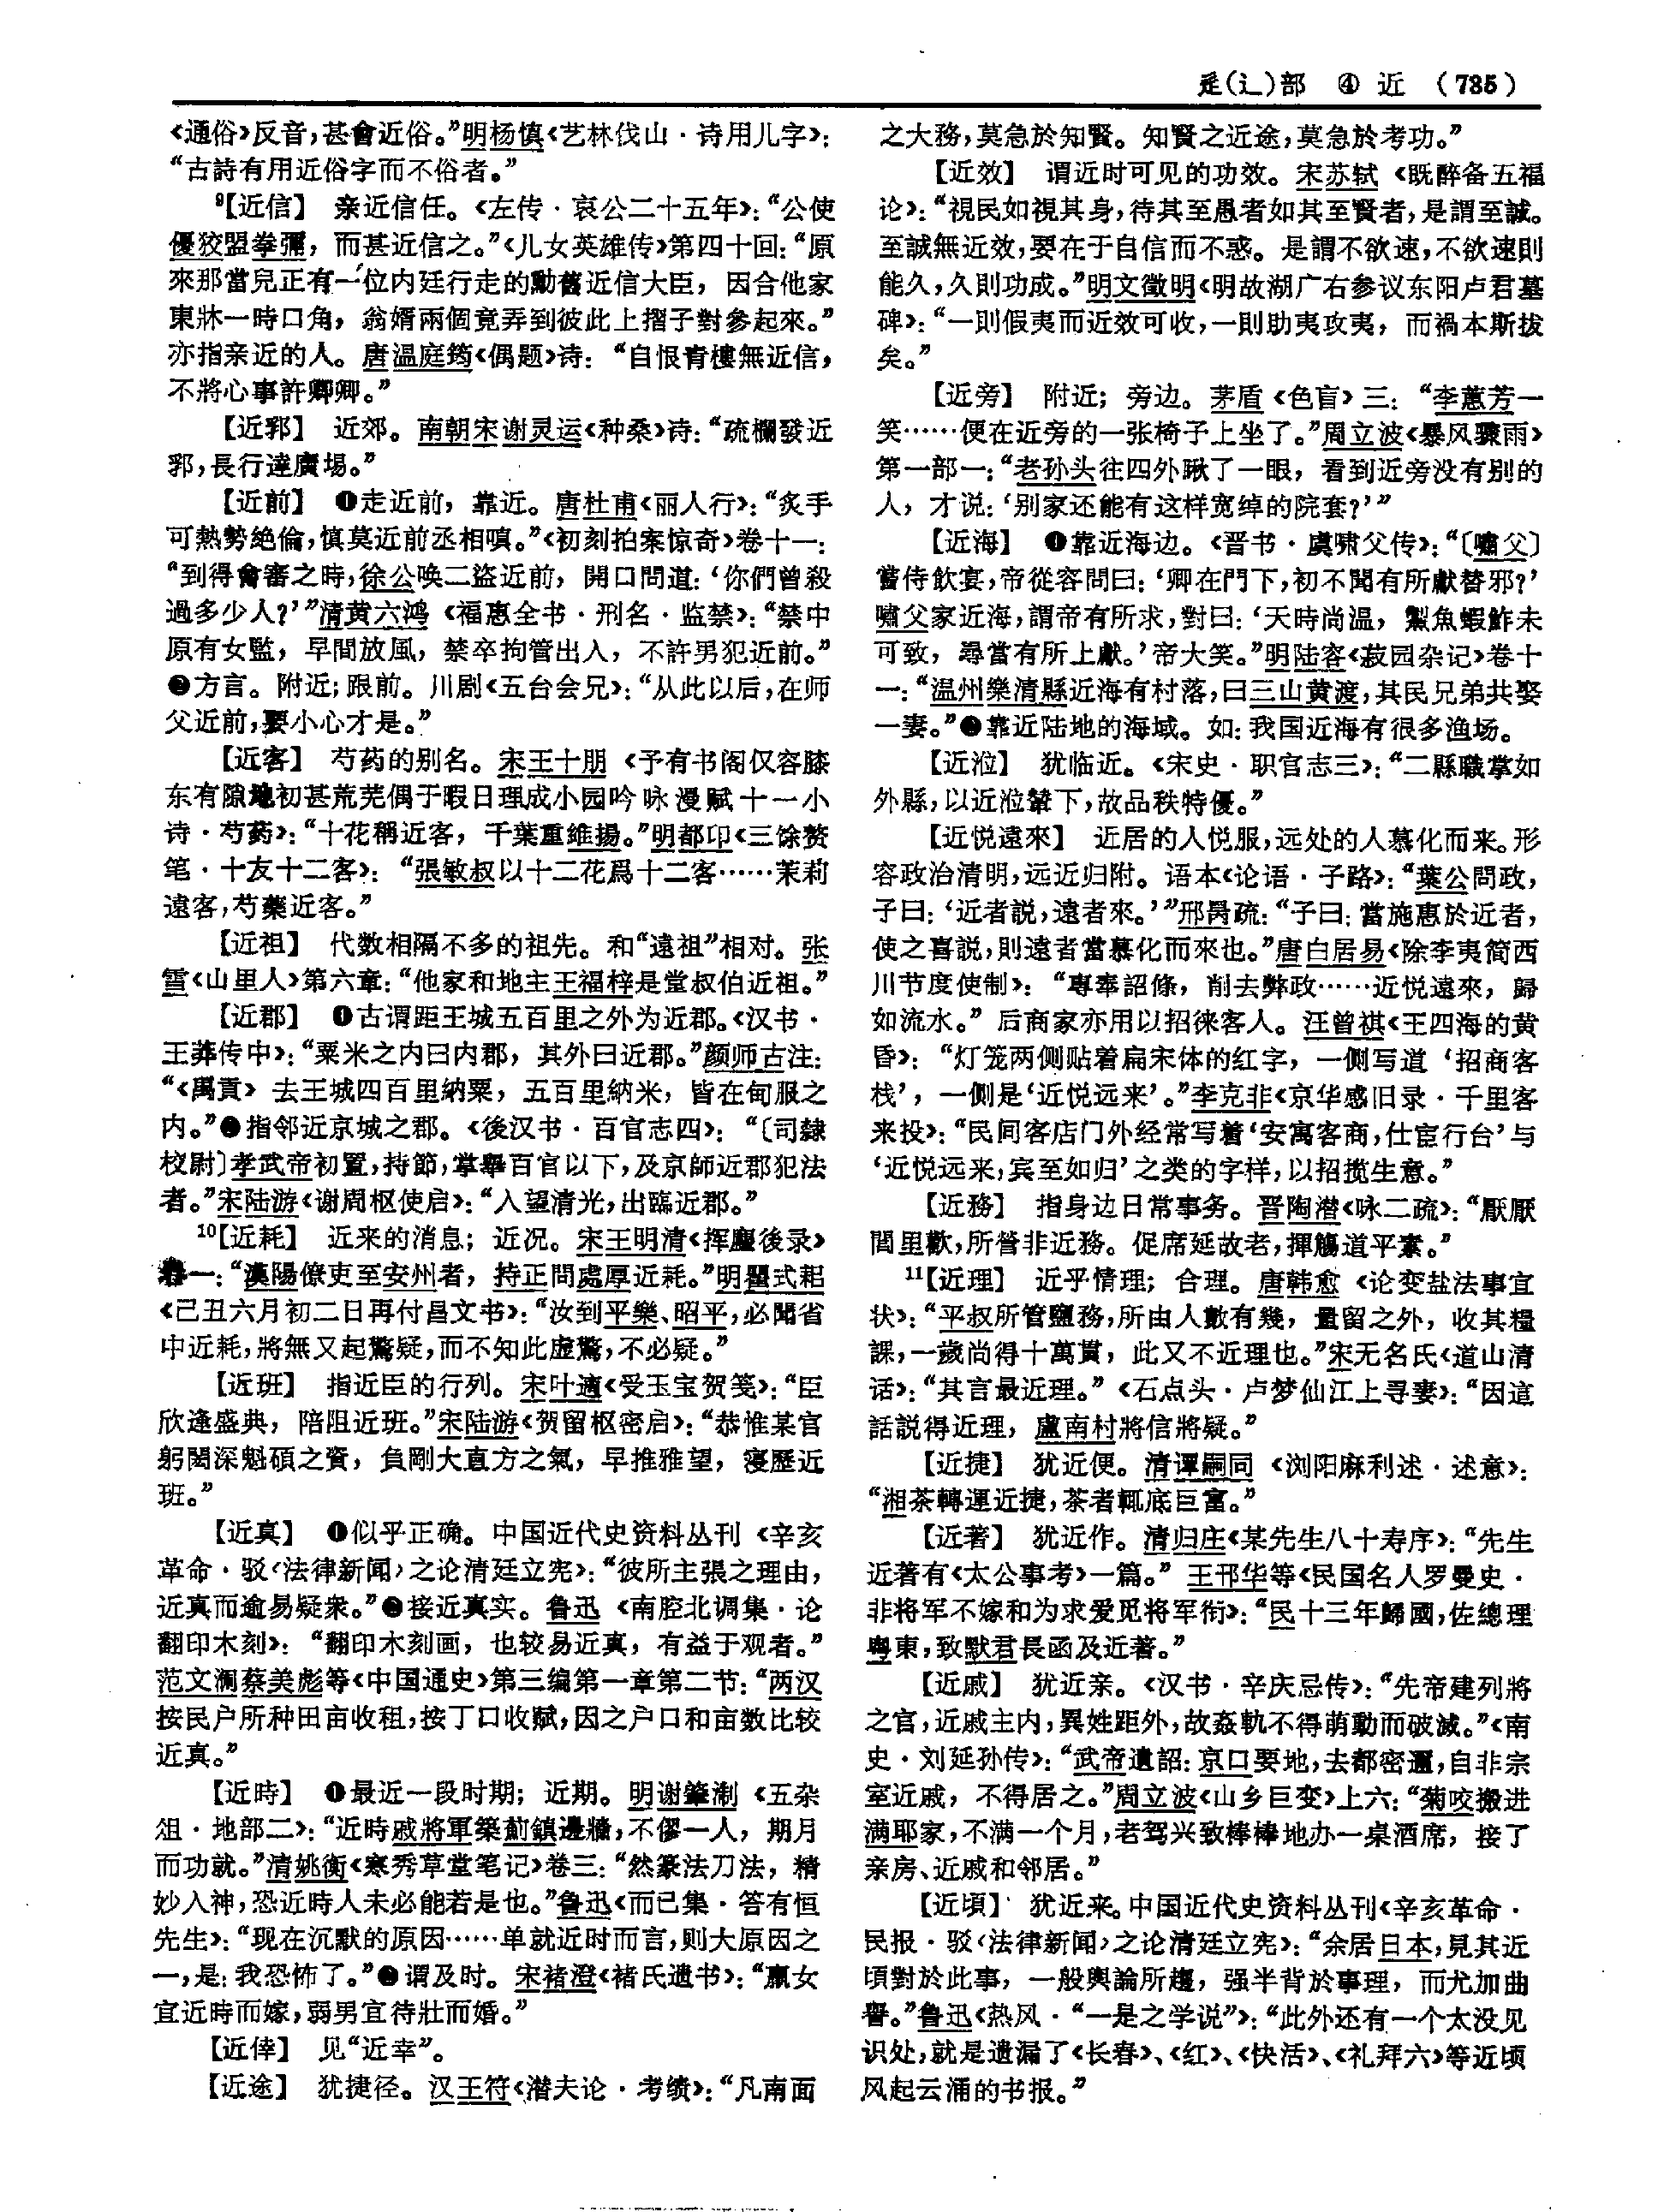 辵(辶)部 ④ 近 (735)
《通俗》反音,甚會近俗。”明杨慎《艺林伐山·诗用儿字》:
“古詩有用近俗字而不俗者。”
⁹【近信】 亲近信任。《左传·哀公二十五年》:“公使
優狡盟拳彌,而甚近信之。”《儿女英雄传》第四十回:“原
來那當兒正有一位内廷行走的勳舊近信大臣,因合他家
東牀一時口角,翁婿兩個竟弄到彼此上摺子對參起來。”
亦指亲近的人。唐温庭筠《偶题》诗:“自恨青樓無近信,
不將心事許卿卿。”
【近郛】 近郊。南朝宋谢灵运《种桑》诗:“疏欄發近
郛,長行達廣場。”
【近前】 ❶走近前,靠近。唐杜甫《丽人行》:“炙手
可熱勢絶倫,慎莫近前丞相嗔。”《初刻拍案惊奇》卷十一:
“到得會審之時,徐公唤二盗近前,開口問道:‘你們曾殺
過多少人?’”清黄六鸿《福惠全书·刑名·监禁》:“禁中
原有女監,早間放風,禁卒拘管出入,不許男犯近前。”
❷方言。附近;跟前。川剧《五台会兄》:“从此以后,在师
父近前,要小心才是。”
【近客】 芍药的别名。宋王十朋《予有书阁仅容膝
东有隙地初甚荒芜偶于暇日理成小园吟咏漫赋十一小
诗·芍药》:“十花稱近客,千葉重維揚。”明都印《三馀赘
笔·十友十二客》:“張敏叔以十二花爲十二客……茉莉
遠客,芍藥近客。”
【近祖】 代数相隔不多的祖先。和“遠祖”相对。张
雪《山里人》第六章:“他家和地主王福梓是堂叔伯近祖。”
【近郡】 ❶古谓距王城五百里之外为近郡。《汉书·
王莽传中》:“粟米之内曰内郡,其外曰近郡。”颜师古注:
“《禹貢》去王城四百里納粟,五百里納米,皆在甸服之
内。”❷指邻近京城之郡。《後汉书·百官志四》:“〔司隸
校尉〕孝武帝初置,持節,掌舉百官以下,及京師近郡犯法
者。”宋陆游《谢周枢使启》:“入望清光,出臨近郡。”
¹⁰【近耗】 近来的消息;近况。宋王明清《挥麈後录》
卷一:“漢陽僚吏至安州者,持正問處厚近耗。”明瞿式耜
《己丑六月初二日再付昌文书》:“汝到平樂、昭平,必聞省
中近耗,將無又起驚疑,而不知此虚驚,不必疑。”
【近班】 指近臣的行列。宋叶適《受玉宝贺笺》:“臣
欣逢盛典,陪阻近班。”宋陆游《贺留枢密启》:“恭惟某官
躬閎深魁碩之資,負剛大直方之氣,早推雅望,寖歷近
班。”
【近真】 ❶似乎正确。中国近代史资料丛刊《辛亥
革命·驳〈法律新闻〉之论清廷立宪》:“彼所主張之理由,
近真而逾易疑衆。”❷接近真实。鲁迅《南腔北调集·论
翻印木刻》:“翻印木刻画,也较易近真,有益于观者。”
范文澜蔡美彪等《中国通史》第三编第一章第二节:“两汉
按民户所种田亩收租,按丁口收赋,因之户口和亩数比较
近真。”
【近時】 ❶最近一段时期;近期。明谢肇淛《五杂
俎·地部二》:“近時戚將軍築薊鎮邊牆,不僇一人,期月
而功就。”清姚衡《寒秀草堂笔记》卷三:“然篆法刀法,精
妙入神,恐近時人未必能若是也。”鲁迅《而已集·答有恒
先生》:“现在沉默的原因……单就近时而言,则大原因之
一,是:我恐怖了。”❷谓及时。宋褚澄《褚氏遗书》:“羸女
宜近時而嫁,弱男宜待壯而婚。”
【近倖】 见“近幸”。
【近途】 犹捷径。汉王符《潜夫论·考绩》:“凡南面
之大務,莫急於知賢。知賢之近途,莫急於考功。”
【近效】 谓近时可见的功效。宋苏轼《既醉备五福
论》:“視民如視其身,待其至愚者如其至賢者,是謂至誠。
至誠無近效,要在于自信而不惑。是謂不欲速,不欲速則
能久,久則功成。”明文徵明《明故湖广右参议东阳卢君墓
碑》:“一則假夷而近效可收,一則助夷攻夷,而禍本斯拔
矣。”
【近旁】 附近;旁边。茅盾《色盲》三:“李蕙芳一
笑……便在近旁的一张椅子上坐了。”周立波《暴风骤雨》
第一部一:“老孙头往四外瞅了一眼,看到近旁没有别的
人,才说:‘别家还能有这样宽绰的院套?’”
【近海】 ❶靠近海边。《晋书·虞啸父传》:“〔嘯父〕
嘗侍飲宴,帝從容問曰:‘卿在門下,初不聞有所獻替邪?’
嘯父家近海,謂帝有所求,對曰:‘天時尚温,鮆魚蝦鮓未
可致,尋當有所上獻。’帝大笑。”明陆容《菽园杂记》卷十
一:“温州樂清縣近海有村落,曰三山黄渡,其民兄弟共娶
一妻。”❷靠近陆地的海域。如:我国近海有很多渔场。
【近涖】 犹临近。《宋史·职官志三》:“二縣職掌如
外縣,以近涖輦下,故品秩特優。”
【近悦遠來】 近居的人悦服,远处的人慕化而来。形
容政治清明,远近归附。语本《论语·子路》:“葉公問政,
子曰:‘近者説,遠者來。’”邢昺疏:“子曰:當施惠於近者,
使之喜説,則遠者當慕化而來也。”唐白居易《除李夷简西
川节度使制》:“專奉詔條,削去弊政……近悦遠來,歸
如流水。”后商家亦用以招徕客人。汪曾祺《王四海的黄
昏》:“灯笼两侧贴着扁宋体的红字,一侧写道‘招商客
栈’,一侧是‘近悦远来’。”李克非《京华感旧录·千里客
来投》:“民间客店门外经常写着‘安寓客商,仕宦行台’与
‘近悦远来,宾至如归’之类的字样,以招揽生意。”
【近務】 指身边日常事务。晋陶潜《咏二疏》:“厭厭
閭里歡,所營非近務。促席延故老,揮觴道平素。”
¹¹【近理】 近乎情理;合理。唐韩愈《论变盐法事宜
状》:“平叔所管鹽務,所由人數有幾,量留之外,收其糧
課,一歲尚得十萬貫,此又不近理也。”宋无名氏《道山清
话》:“其言最近理。”《石点头·卢梦仙江上寻妻》:“因這
話説得近理,盧南村將信將疑。”
【近捷】 犹近便。清谭嗣同《浏阳麻利述·述意》:
“湘茶轉運近捷,茶者輒底巨富。”
【近著】 犹近作。清归庄《某先生八十寿序》:“先生
近著有《太公事考》一篇。”王邗华等《民国名人罗曼史·
非将军不嫁和为求爱觅将军衔》:“民十三年歸國,佐總理
粤東,致默君長函及近著。”
【近戚】 犹近亲。《汉书·辛庆忌传》:“先帝建列將
之官,近戚主内,異姓距外,故姦軌不得萌動而破滅。”《南
史·刘延孙传》:“武帝遺詔:京口要地,去都密邇,自非宗
室近戚,不得居之。”周立波《山乡巨变》上六:“菊咬搬进
满耶家,不满一个月,老驾兴致棒棒地办一桌酒席,接了
亲房、近戚和邻居。”
【近頃】 犹近来。中国近代史资料丛刊《辛亥革命·
民报·驳〈法律新闻〉之论清廷立宪》:“余居日本,見其近
頃對於此事,一般輿論所趨,强半背於事理,而尤加曲
譽。”鲁迅《热风·“一是之学说”》:“此外还有一个太没见
识处,就是遗漏了《长春》、《红》、《快活》、《礼拜六》等近顷
风起云涌的书报。”